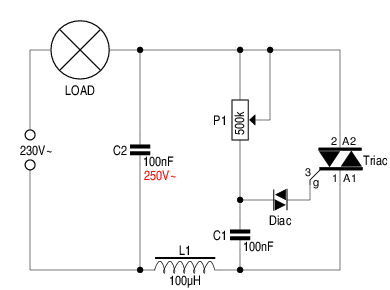 LOAD
230V~
C2
100nF
250V~
P1
500k
2 A2
Triac
3
g
1 A1
Diac
C1
100nF
L1
100µH